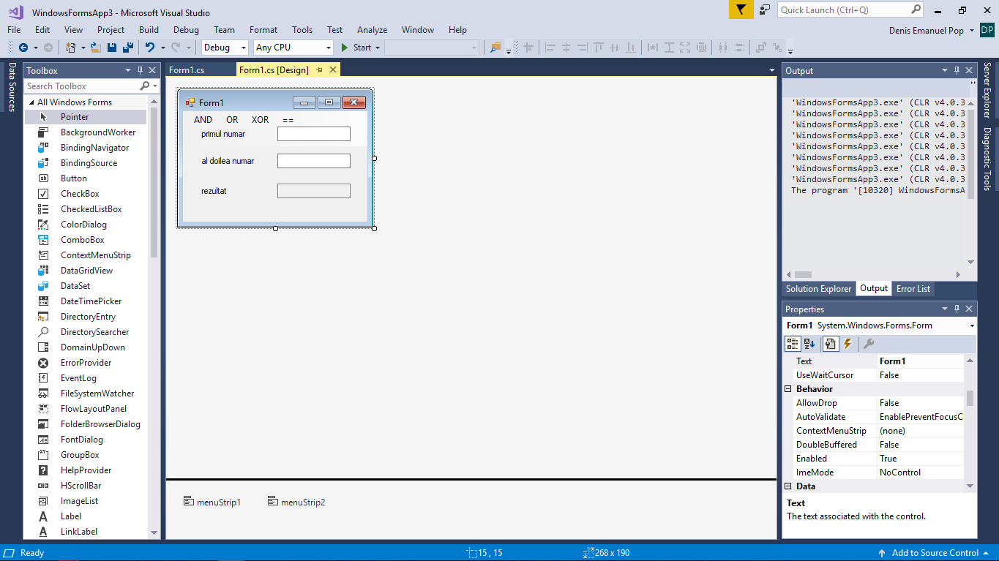 WindowsFormsApp3 - Microsoft Visual Studio
Quick Launch (Ctrl+Q)
File Edit View Project Build Debug Team Format Tools Test Analyze Window Help
Denis Emanuel Pop DP
Debug Any CPU Start
Data Sources
Toolbox
Search Toolbox
All Windows Forms
Pointer
BackgroundWorker
BindingNavigator
BindingSource
Button
CheckBox
CheckedListBox
ColorDialog
ComboBox
ContextMenuStrip
DataGridView
DataSet
DateTimePicker
DirectoryEntry
DirectorySearcher
DomainUpDown
ErrorProvider
EventLog
FileSystemWatcher
FlowLayoutPanel
FolderBrowserDialog
FontDialog
GroupBox
HelpProvider
HScrollBar
ImageList
Label
LinkLabel
Form1.cs Form1.cs [Design]
Form1
AND OR XOR ==
primul numar
al doilea numar
rezultat
menuStrip1 menuStrip2
Output
'WindowsFormsApp3.exe' (CLR v4.0.3
'WindowsFormsApp3.exe' (CLR v4.0.3
'WindowsFormsApp3.exe' (CLR v4.0.3
'WindowsFormsApp3.exe' (CLR v4.0.3
'WindowsFormsApp3.exe' (CLR v4.0.3
'WindowsFormsApp3.exe' (CLR v4.0.3
'WindowsFormsApp3.exe' (CLR v4.0.3
'WindowsFormsApp3.exe' (CLR v4.0.3
The program '[10320] WindowsFormsA
Solution Explorer Output Error List
Properties
Form1 System.Windows.Forms.Form
Text Form1
UseWaitCursor False
Behavior
AllowDrop False
AutoValidate EnablePreventFocusC
ContextMenuStrip (none)
DoubleBuffered False
Enabled True
ImeMode NoControl
Data
Text
The text associated with the control.
Server Explorer
Diagnostic Tools
Ready 15 , 15 268 x 190 Add to Source Control